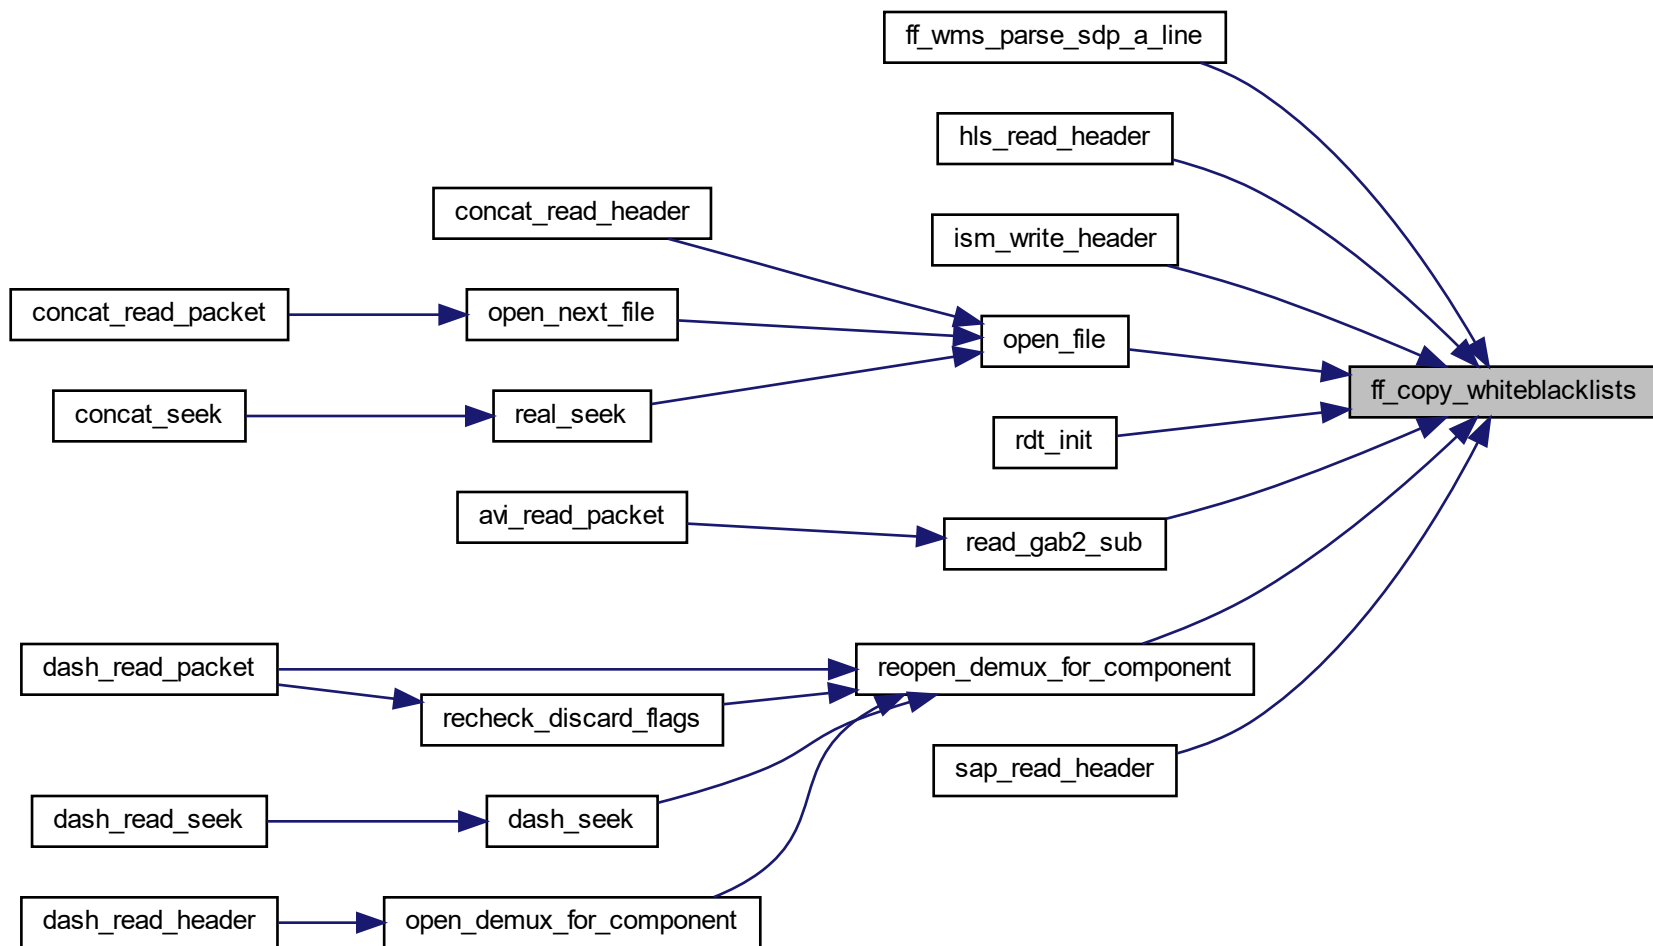 ff_wms_parse_sdp_a_line
hls_read_header
concat_read_header
ism_write_header
concat_read_packet
open_next_file
open_file
ff_copy_whiteblacklists
concat_seek
real_seek
rdt_init
avi_read_packet
read_gab2_sub
dash_read_packet
reopen_demux_for_component
recheck_discard_flags
sap_read_header
dash_read_seek
dash_seek
dash_read_header
open_demux_for_component